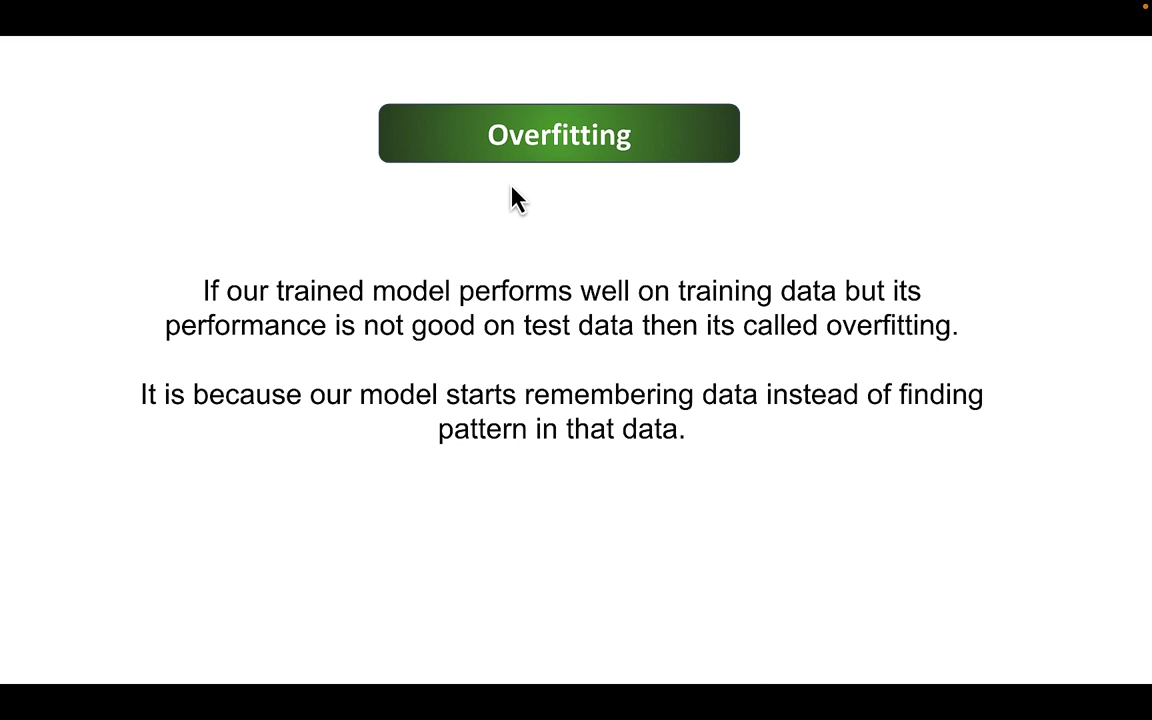 Overfitting
If our trained model performs well on training data but its
performance is not good on test data then its called overfitting.
It is because our model starts remembering data instead of finding
pattern in that data.